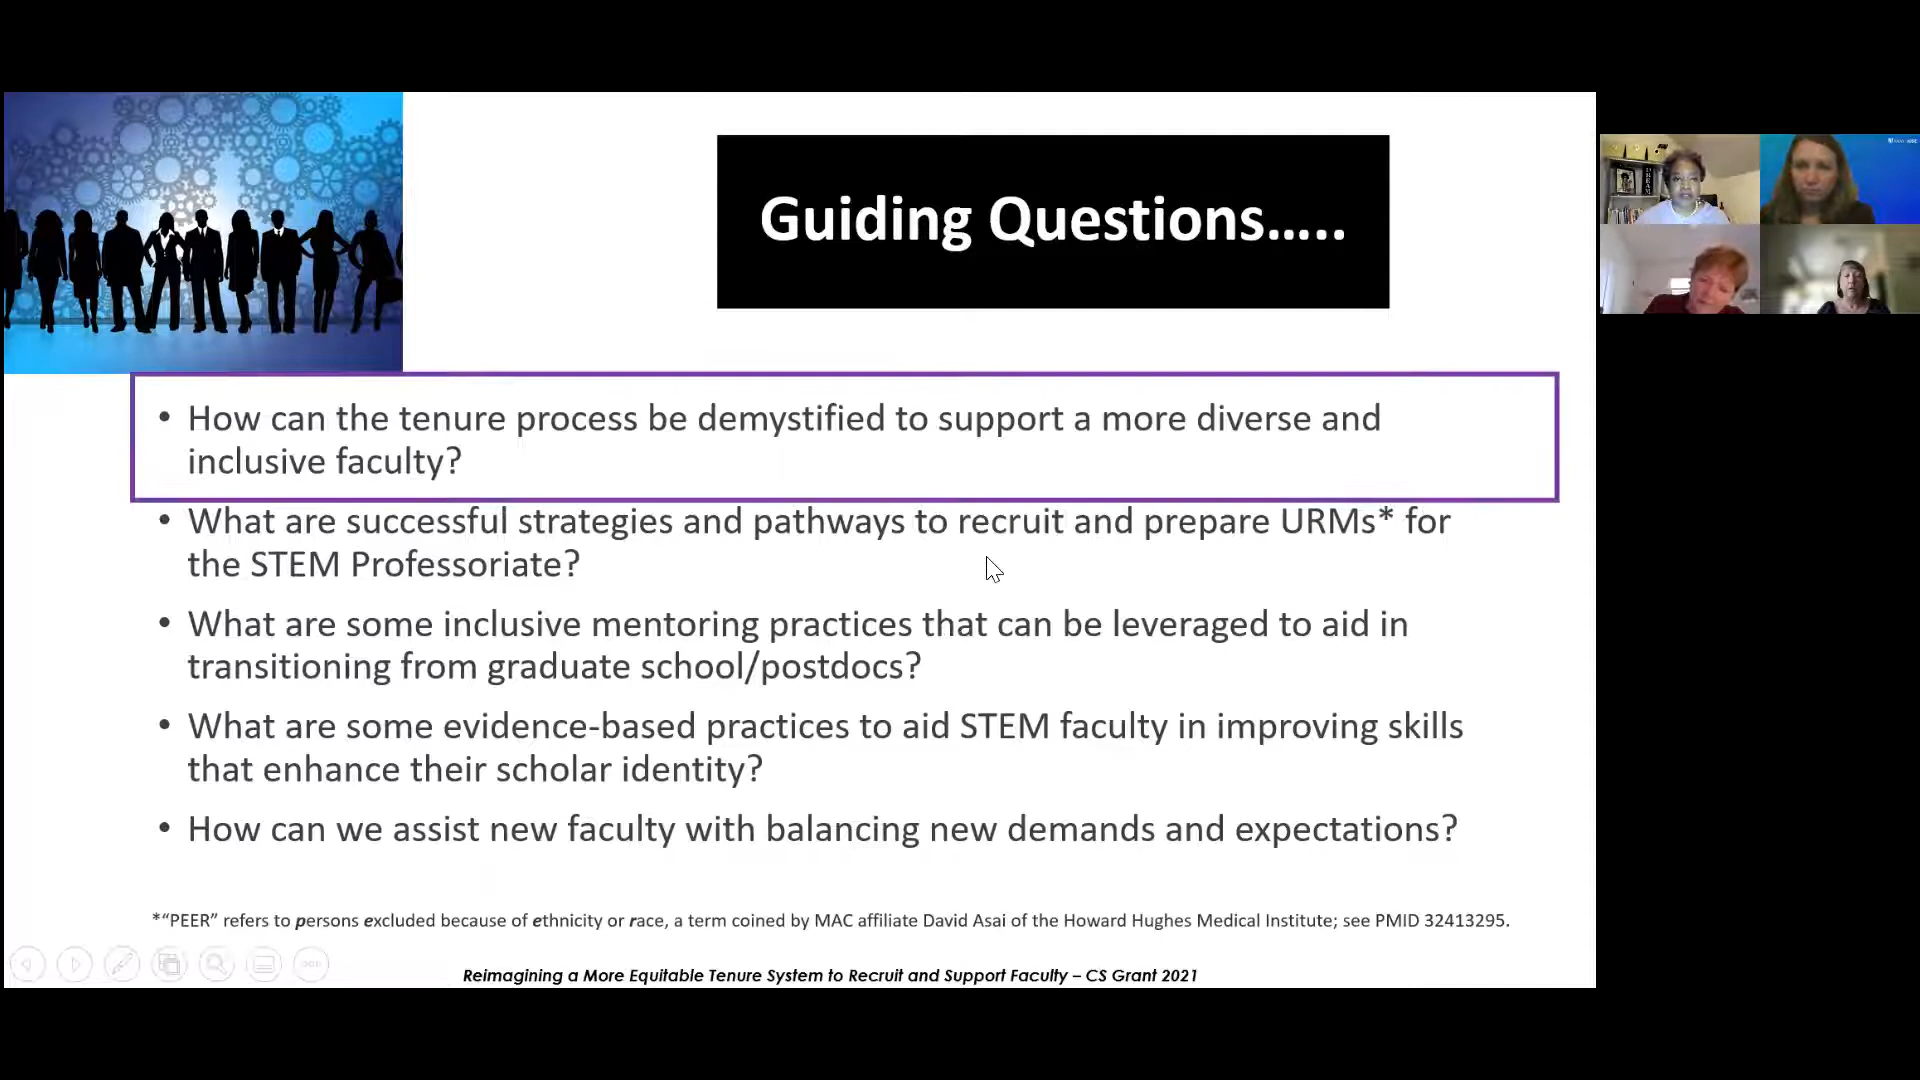 Guiding Questions.....
• How can the tenure process be demystified to support a more diverse and
inclusive faculty?
• What are successful strategies and pathways to recruit and prepare URMs* for
the STEM Professoriate?
• What are some inclusive mentoring practices that can be leveraged to aid in
transitioning from graduate school/postdocs?
• What are some evidence-based practices to aid STEM faculty in improving skills
that enhance their scholar identity?
• How can we assist new faculty with balancing new demands and expectations?
*“PEER” refers to persons excluded because of ethnicity or race, a term coined by MAC affiliate David Asai of the Howard Hughes Medical Institute; see PMID 32413295.
Reimagining a More Equitable Tenure System to Recruit and Support Faculty – CS Grant 2021
DREAM